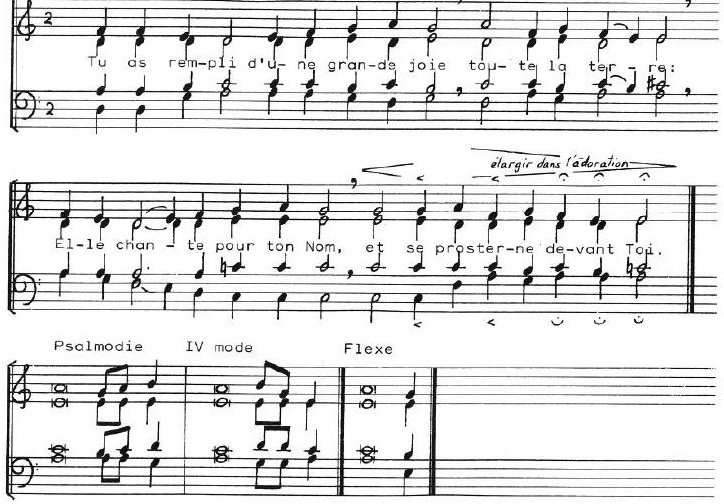 Tu as rem-pli d'u- ne gran-de joie tou-te la ter - re:
élargir dans l'adoration
El-le chan - te pour ton Nom, et se proster-ne de-vant Toi.
Psalmodie IV mode Flexe